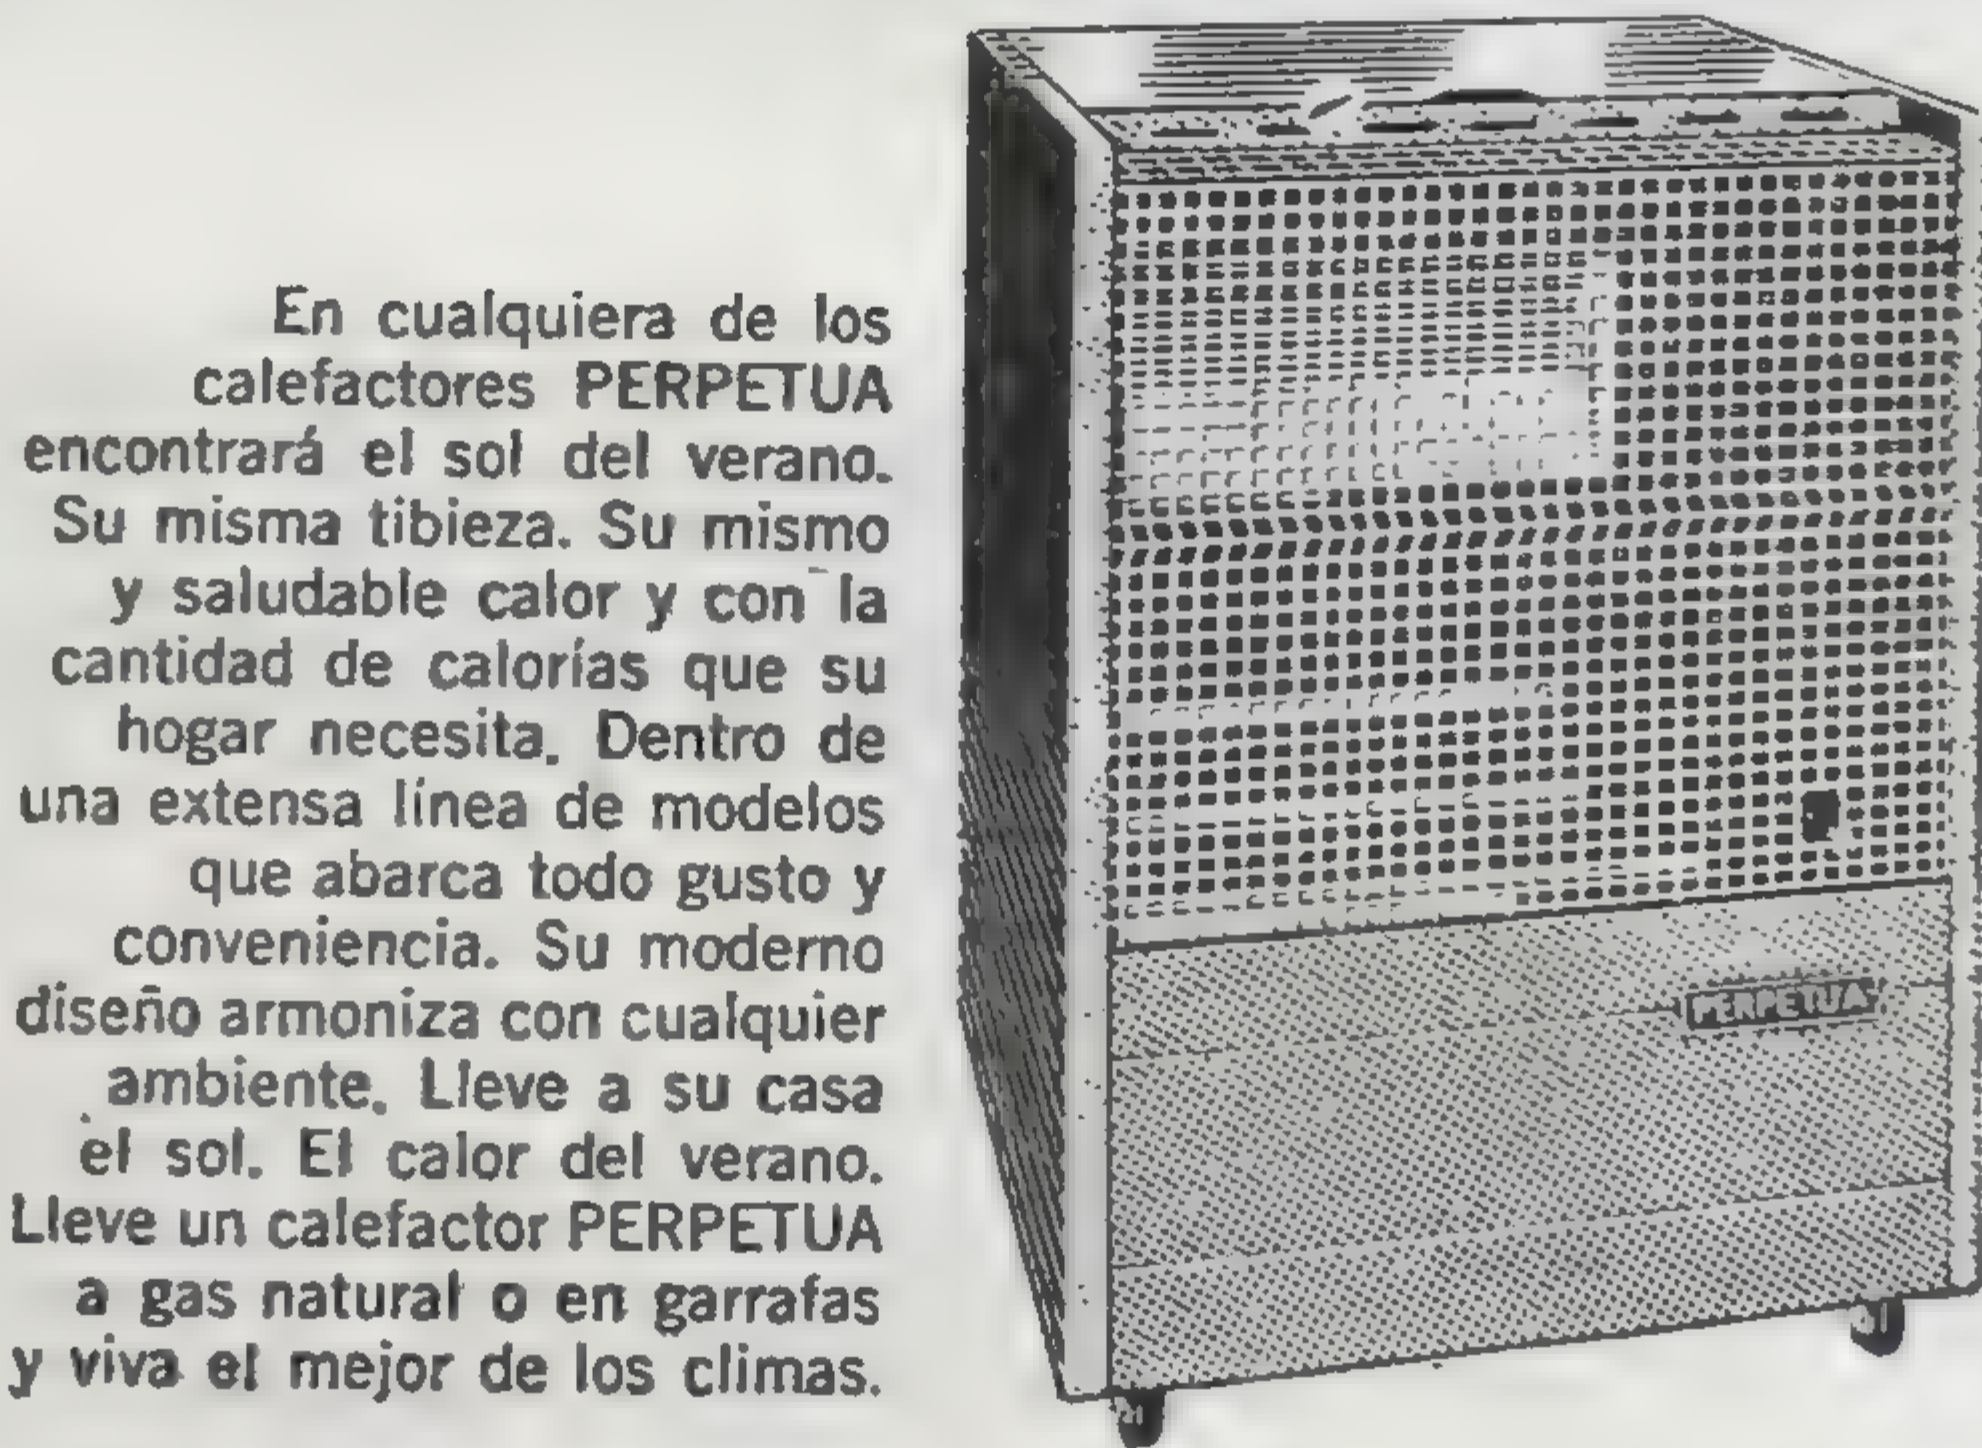 En cualquiera de los
calefactores PERPETUA
encontrará el sol del verano.
Su misma tibieza. Su mismo
y saludable calor y con la
cantidad de calorías que su
hogar necesita. Dentro de
una extensa línea de modelos
que abarca todo gusto y
conveniencia. Su moderno
diseño armoniza con cualquier
ambiente. Lleve a su casa
el sol. El calor del verano.
Lleve un calefactor PERPETUA
a gas natural o en garrafas
y viva el mejor de los climas.
PERPETUA